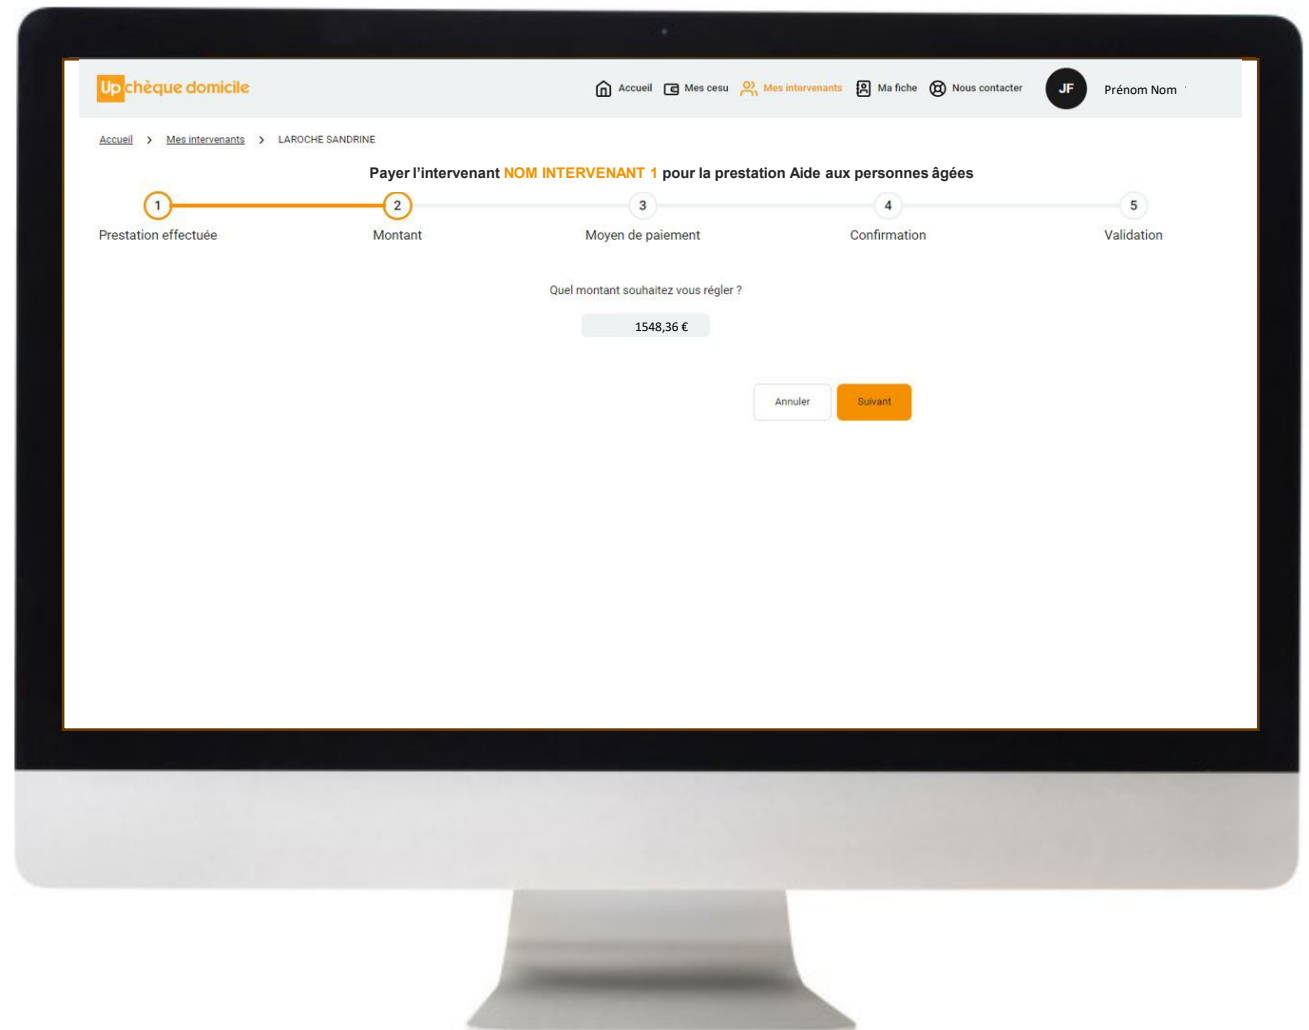 Up chèque domicile
Accueil Mes cesu Mes intervenants Ma fiche Nous contacter JF Prénom Nom
Accueil > Mes intervenants > LAROCHE SANDRINE
Payer l'intervenant NOM INTERVENANT 1 pour la prestation Aide aux personnes âgées
1 2 3 4 5
Prestation effectuée Montant Moyen de paiement Confirmation Validation
Quel montant souhaitez vous régler ?
1548,36 €
Annuler Suivant